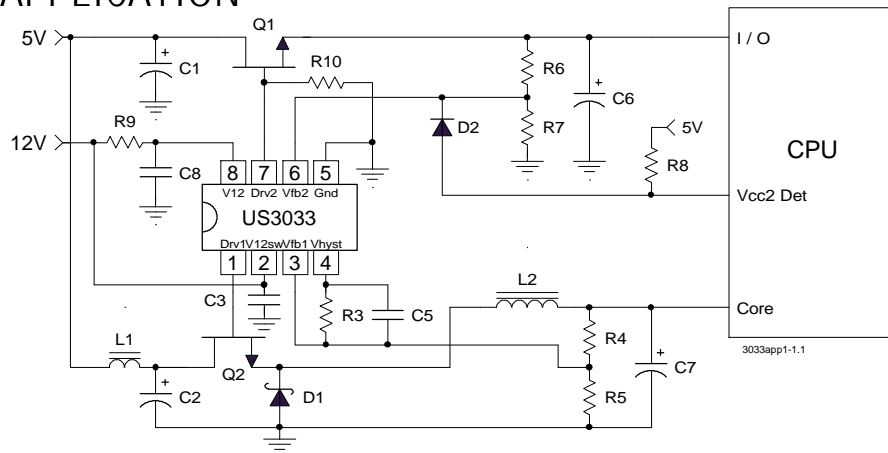 APPLICATION
5V
Q1
I / O
C1
R10
R6
C6
R9
12V
D2
R7
5V
CPU
C8
R8
8 7 6 5
V12 Drv2 Vfb2 Gnd
Vcc2 Det
US3033
Drv1 V12sw Vfb1 Vhyst
1 2 3 4
L2
C3
R3
C5
Core
L1
R4
3033app1-1.1
Q2
C7
C2
D1
R5